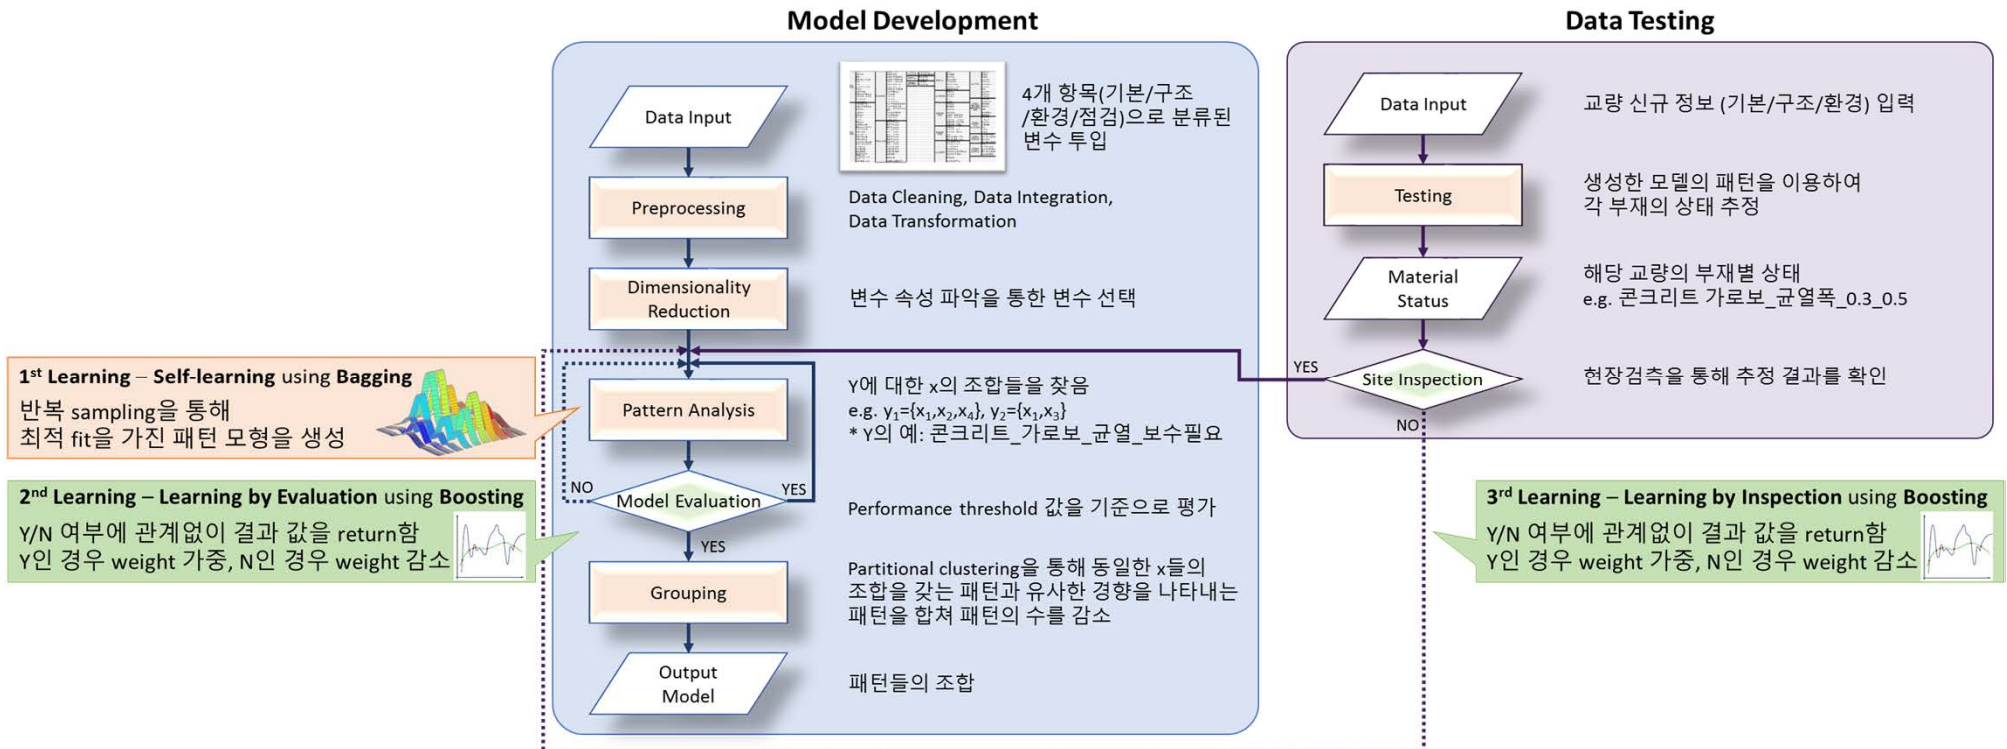 Model Development
Data Input
4개 항목(기본/구조
/환경/점검)으로 분류된
변수 투입
Preprocessing
Data Cleaning, Data Integration,
Data Transformation
Dimensionality
Reduction
변수 속성 파악을 통한 변수 선택
1st Learning – Self-learning using Bagging
반복 sampling을 통해
최적 fit을 가진 패턴 모형을 생성
Pattern Analysis
Y에 대한 x의 조합들을 찾음
e.g. y1={x1,x2,x4}, y2={x1,x3}
* Y의 예: 콘크리트_가로보_균열_보수필요
2nd Learning – Learning by Evaluation using Boosting
Y/N 여부에 관계없이 결과 값을 return함
Y인 경우 weight 가중, N인 경우 weight 감소
NO
Model Evaluation
YES
Performance threshold 값을 기준으로 평가
YES
Grouping
Partitional clustering을 통해 동일한 x들의
조합을 갖는 패턴과 유사한 경향을 나타내는
패턴을 합쳐 패턴의 수를 감소
Output
Model
패턴들의 조합
Data Testing
Data Input
교량 신규 정보 (기본/구조/환경) 입력
Testing
생성한 모델의 패턴을 이용하여
각 부재의 상태 추정
Material
Status
해당 교량의 부재별 상태
e.g. 콘크리트 가로보_균열폭_0.3_0.5
YES
Site Inspection
현장검측을 통해 추정 결과를 확인
NO
3rd Learning – Learning by Inspection using Boosting
Y/N 여부에 관계없이 결과 값을 return함
Y인 경우 weight 가중, N인 경우 weight 감소